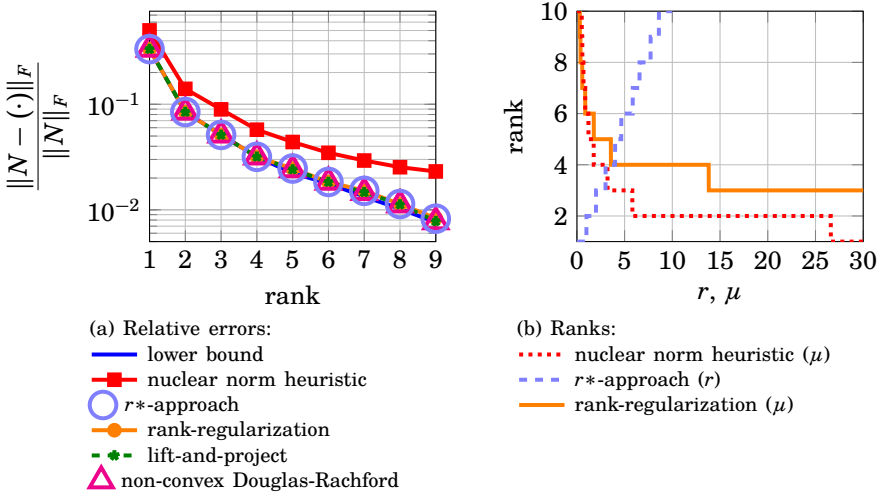 ‖N − (·)‖_F
‖N‖_F
10^−1
10^−2
1 2 3 4 5 6 7 8 9
rank
rank
10
8
6
4
2
0 5 10 15 20 25 30
r, μ
(a) Relative errors:
lower bound
nuclear norm heuristic
r∗-approach
rank-regularization
lift-and-project
non-convex Douglas-Rachford
(b) Ranks:
nuclear norm heuristic (μ)
r∗-approach (r)
rank-regularization (μ)